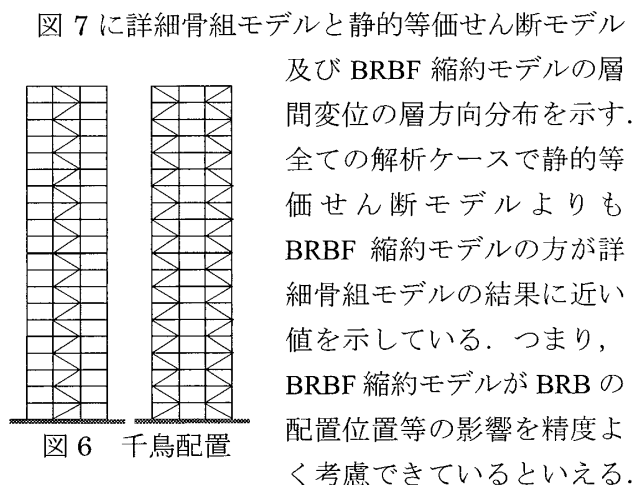 図 7 に詳細骨組モデルと静的等価せん断モデル
及び BRBF 縮約モデルの層
間変位の層方向分布を示す.
全ての解析ケースで静的等
価せん断モデルよりも
BRBF 縮約モデルの方が詳
細骨組モデルの結果に近い
値を示している. つまり,
BRBF 縮約モデルが BRB の
配置位置等の影響を精度よ
く考慮できているといえる.
図 6 千鳥配置